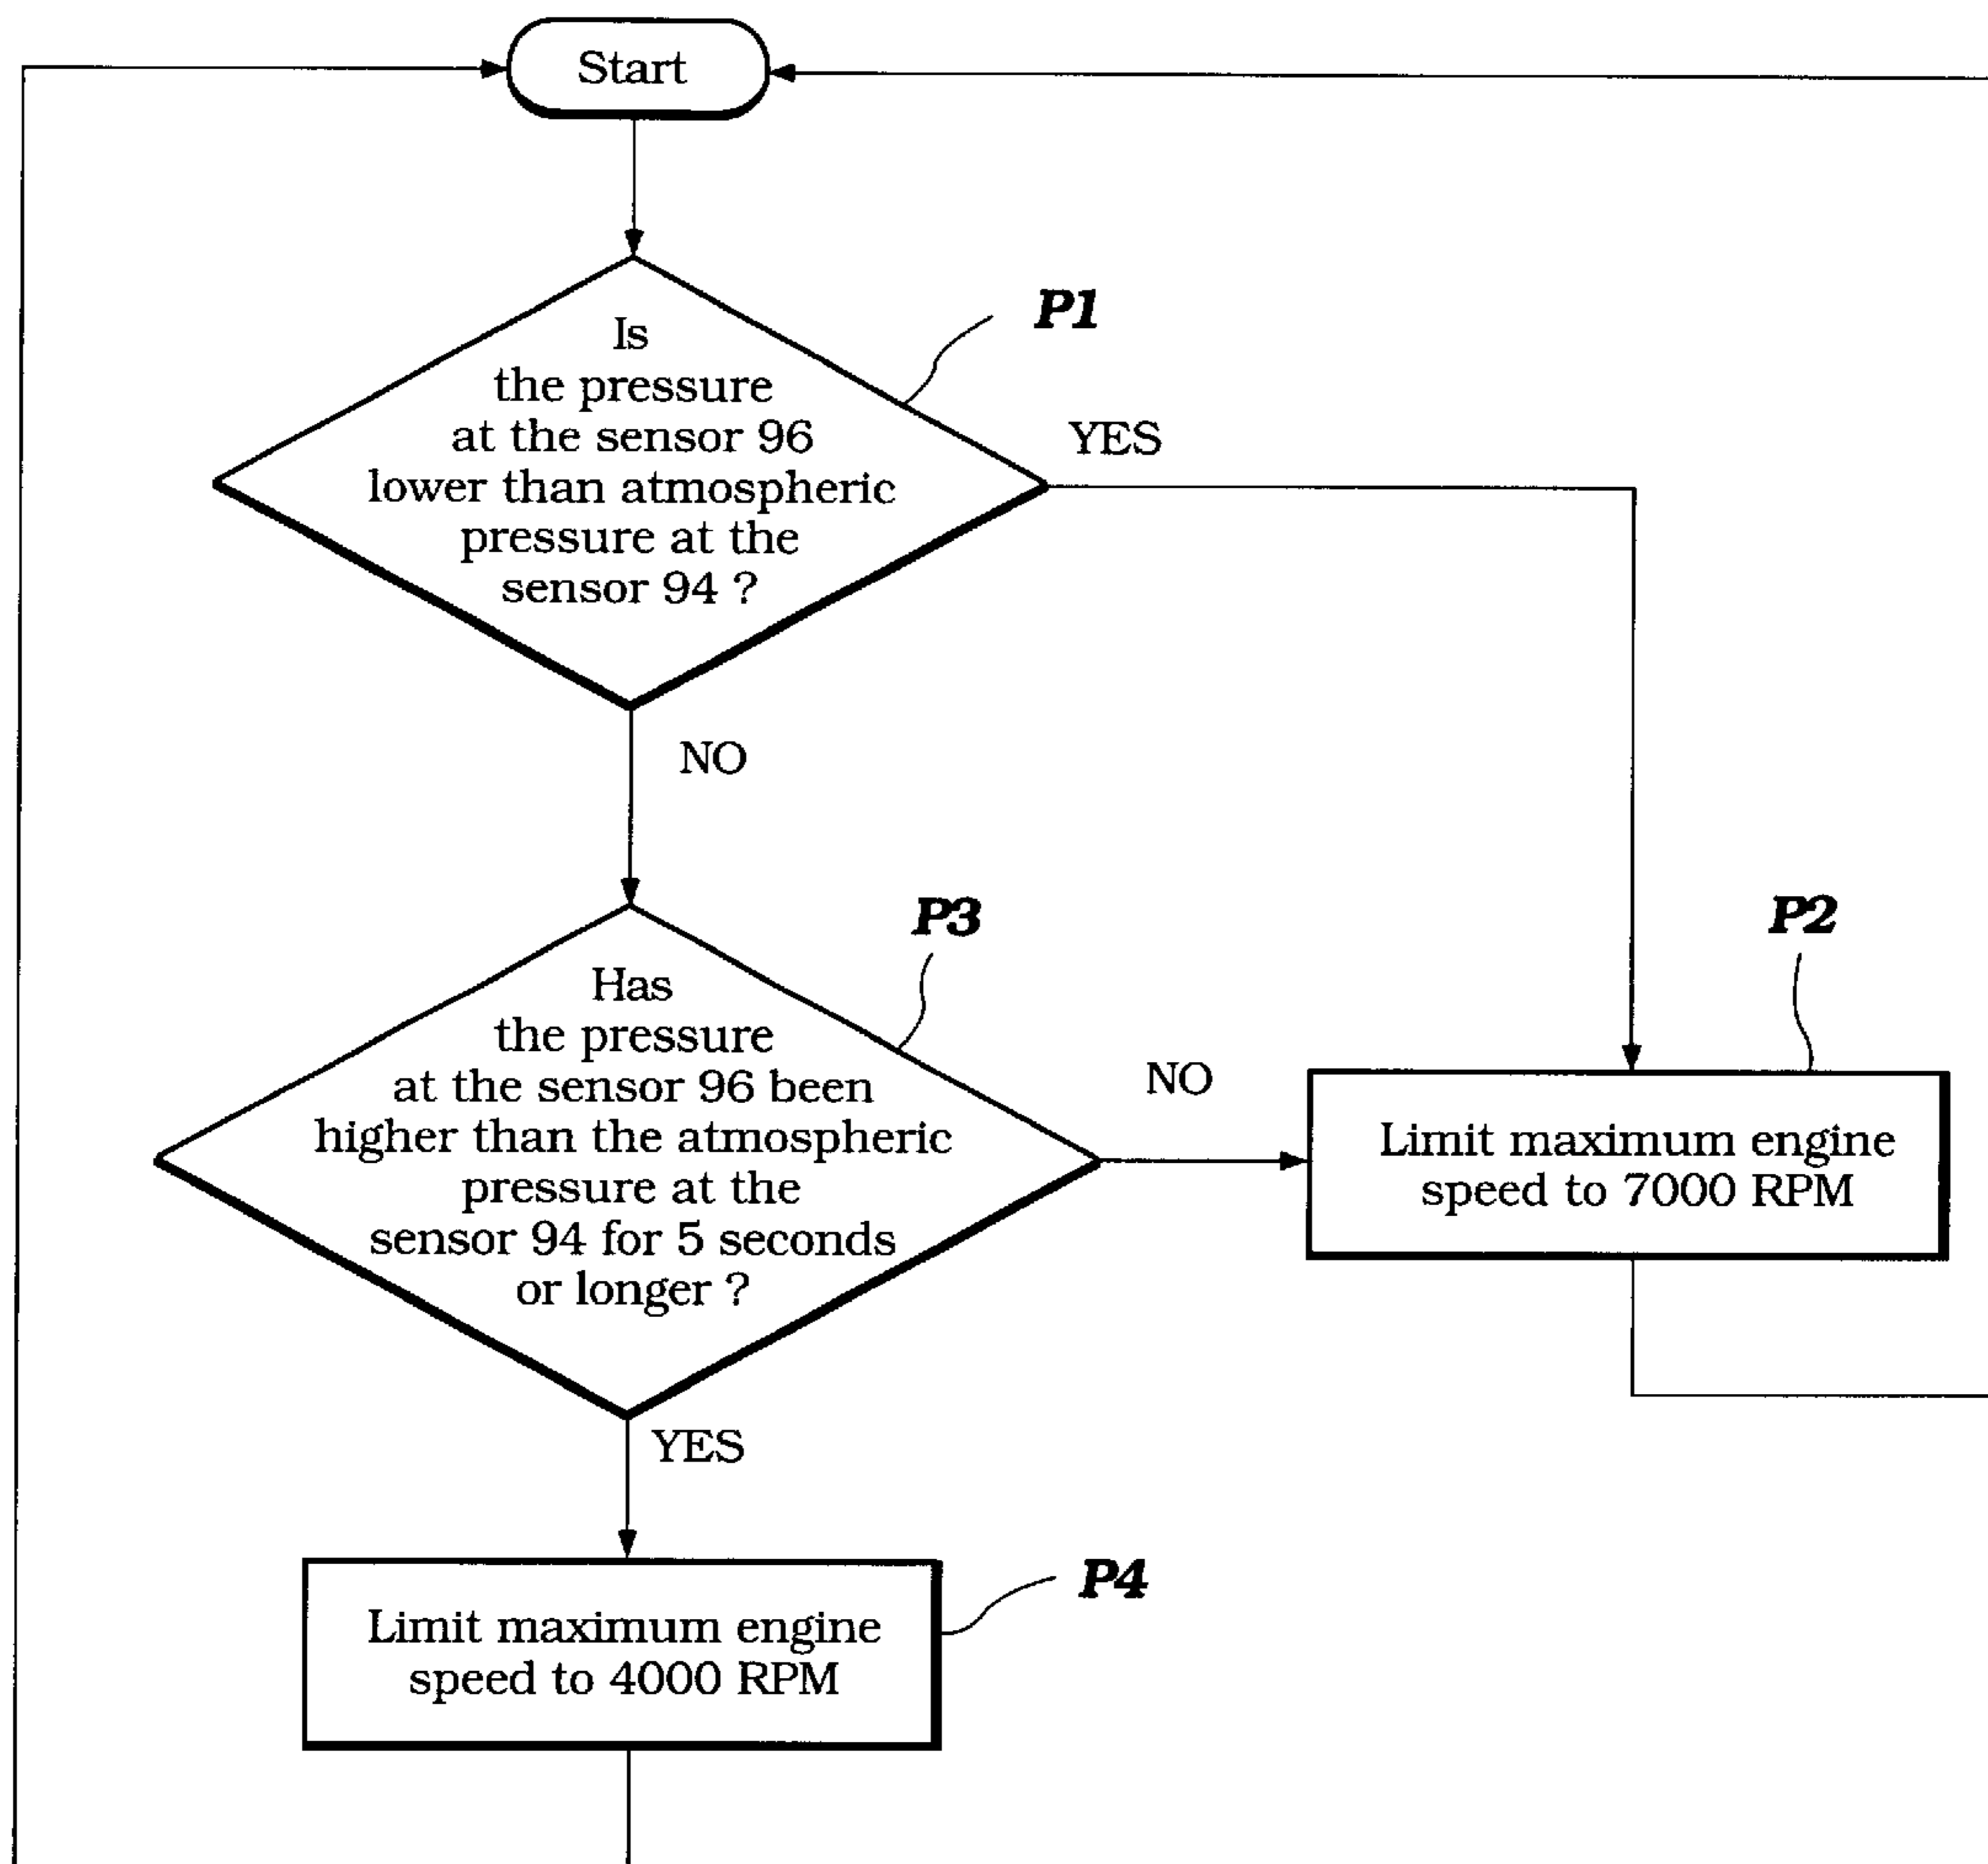 Start
P1
Is
the pressure
at the sensor 96
lower than atmospheric
pressure at the
sensor 94 ?
YES
NO
P3
Has
the pressure
at the sensor 96 been
higher than the atmospheric
pressure at the
sensor 94 for 5 seconds
or longer ?
NO
P2
Limit maximum engine
speed to 7000 RPM
YES
P4
Limit maximum engine
speed to 4000 RPM